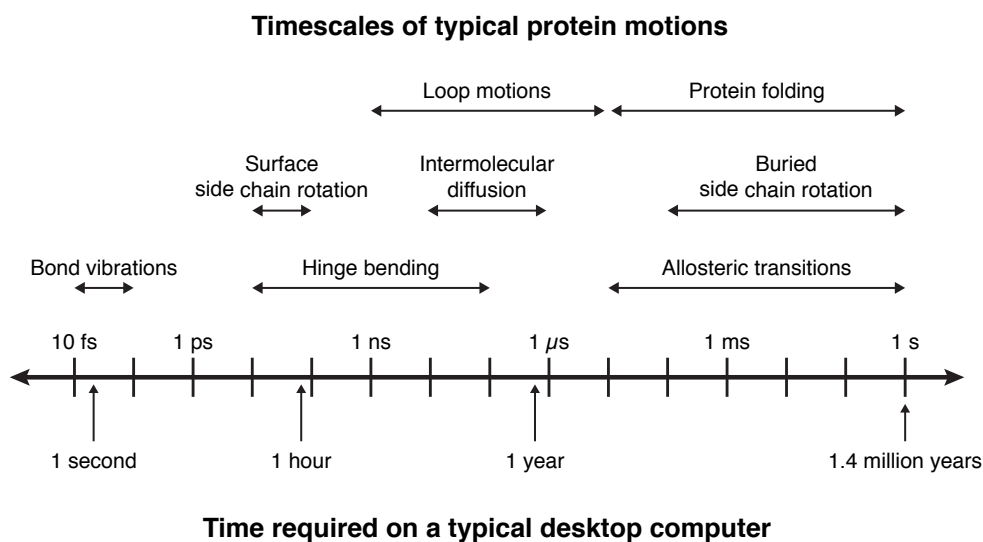 Timescales of typical protein motions
Loop motions
Protein folding
Surface
side chain rotation
Intermolecular
diffusion
Buried
side chain rotation
Bond vibrations
Hinge bending
Allosteric transitions
10 fs
1 ps
1 ns
1 µs
1 ms
1 s
1 second
1 hour
1 year
1.4 million years
Time required on a typical desktop computer